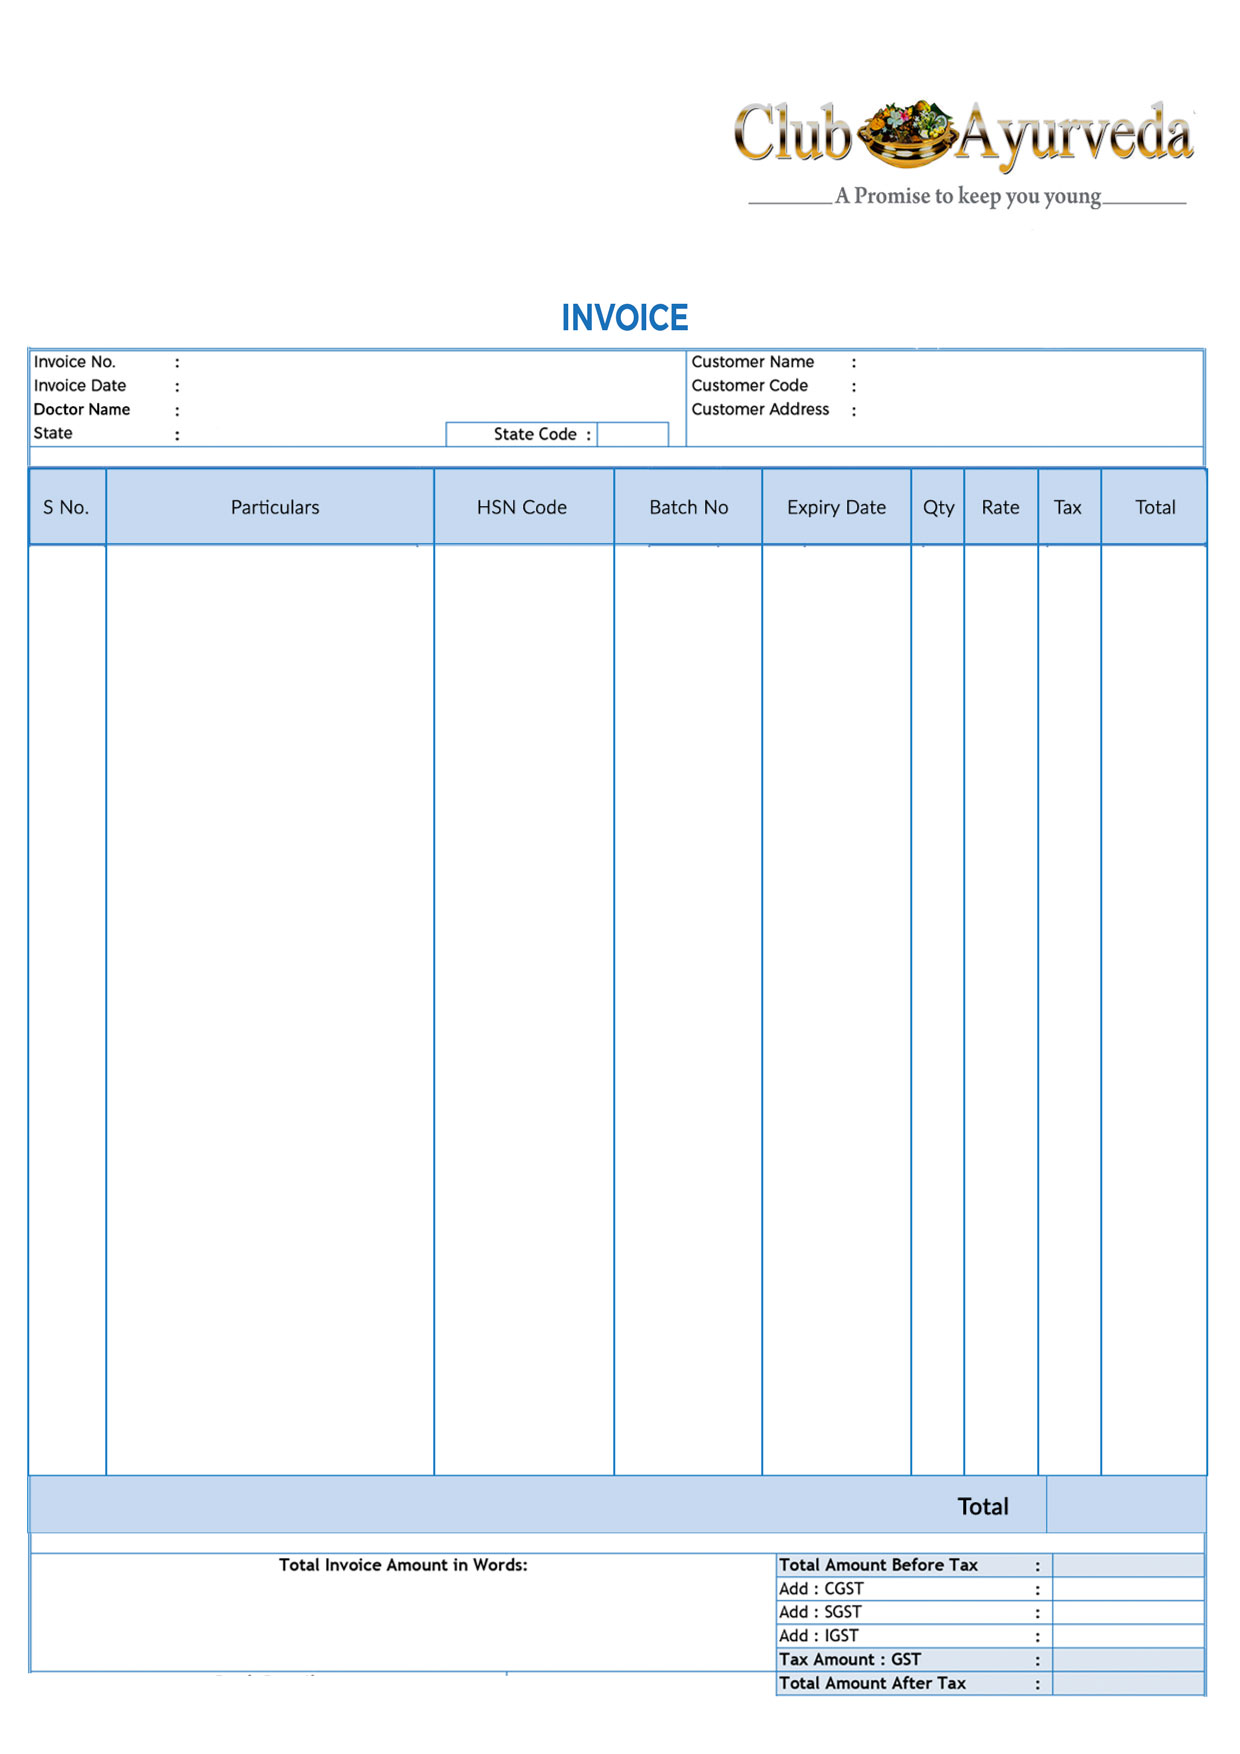 Club Ayurveda
A Promise to keep you young
INVOICE
Invoice No. :
Invoice Date :
Doctor Name :
State :
State Code :
Customer Name :
Customer Code :
Customer Address :
S No. Particulars HSN Code Batch No Expiry Date Qty Rate Tax Total
Total
Total Invoice Amount in Words:
Total Amount Before Tax :
Add : CGST :
Add : SGST :
Add : IGST :
Tax Amount : GST :
Total Amount After Tax :